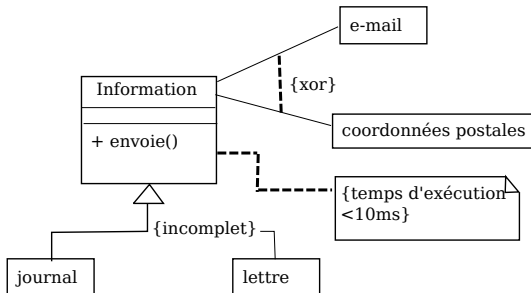 e-mail
Information
{xor}
coordonnées postales
+ envoie()
{temps d'exécution
<10ms}
{incomplet}
journal
lettre